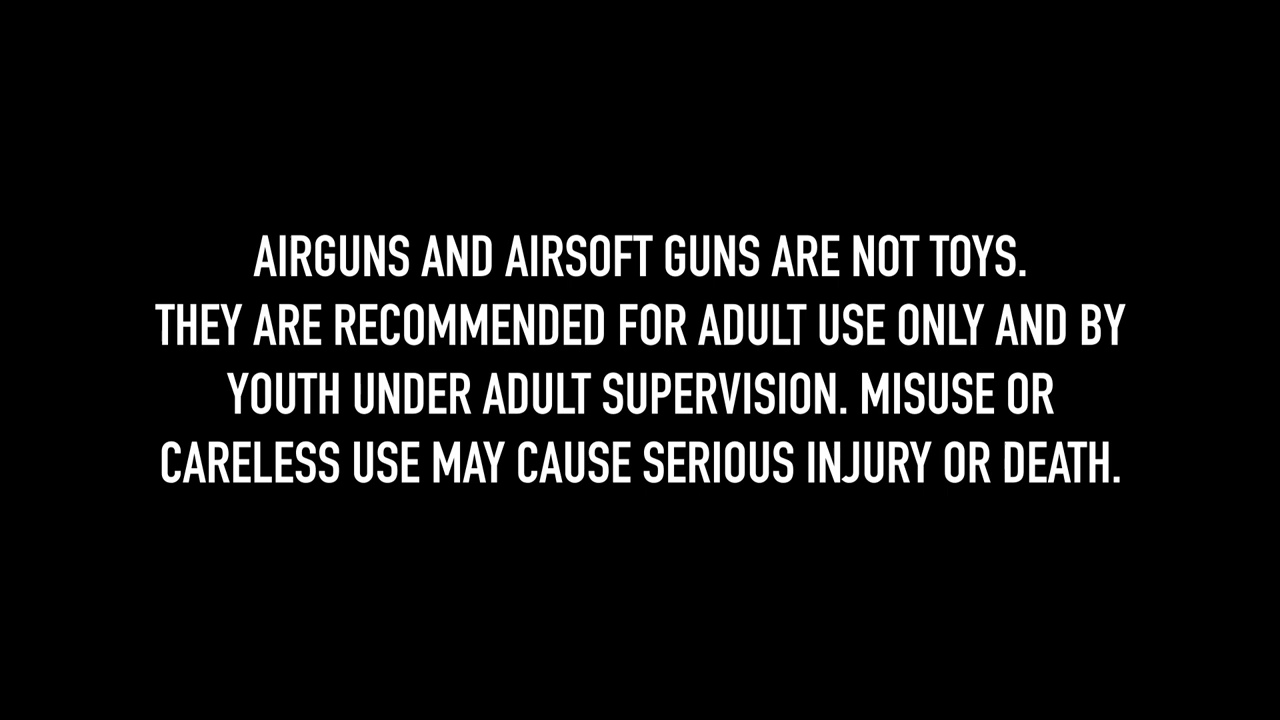 AIRGUNS AND AIRSOFT GUNS ARE NOT TOYS.
THEY ARE RECOMMENDED FOR ADULT USE ONLY AND BY
YOUTH UNDER ADULT SUPERVISION. MISUSE OR
CARELESS USE MAY CAUSE SERIOUS INJURY OR DEATH.